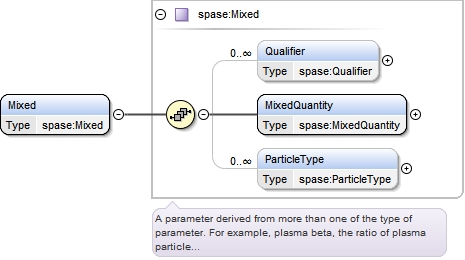 spase:Mixed
0..∞
Qualifier
Type spase:Qualifier
Mixed
Type spase:Mixed
MixedQuantity
Type spase:MixedQuantity
0..∞
ParticleType
Type spase:ParticleType
A parameter derived from more than one of the type of
parameter. For example, plasma beta, the ratio of plasma
particle...